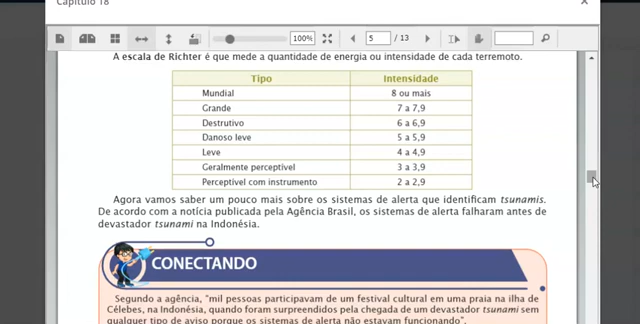 Capítulo 18
100%
5 / 13
A escala de Richter é que mede a quantidade de energia ou intensidade de cada terremoto.
Tipo Intensidade
Mundial 8 ou mais
Grande 7 a 7,9
Destrutivo 6 a 6,9
Danoso leve 5 a 5,9
Leve 4 a 4,9
Geralmente perceptível 3 a 3,9
Perceptível com instrumento 2 a 2,9
Agora vamos saber um pouco mais sobre os sistemas de alerta que identificam tsunamis.
De acordo com a notícia publicada pela Agência Brasil, os sistemas de alerta falharam antes de
devastador tsunami na Indonésia.
CONECTANDO
Segundo a agência, “mil pessoas participavam de um festival cultural em uma praia na ilha de
Célebes, na Indonésia, quando foram surpreendidos pela chegada de um devastador tsunami sem
qualquer tipo de aviso porque os sistemas de alerta não estavam funcionando”.